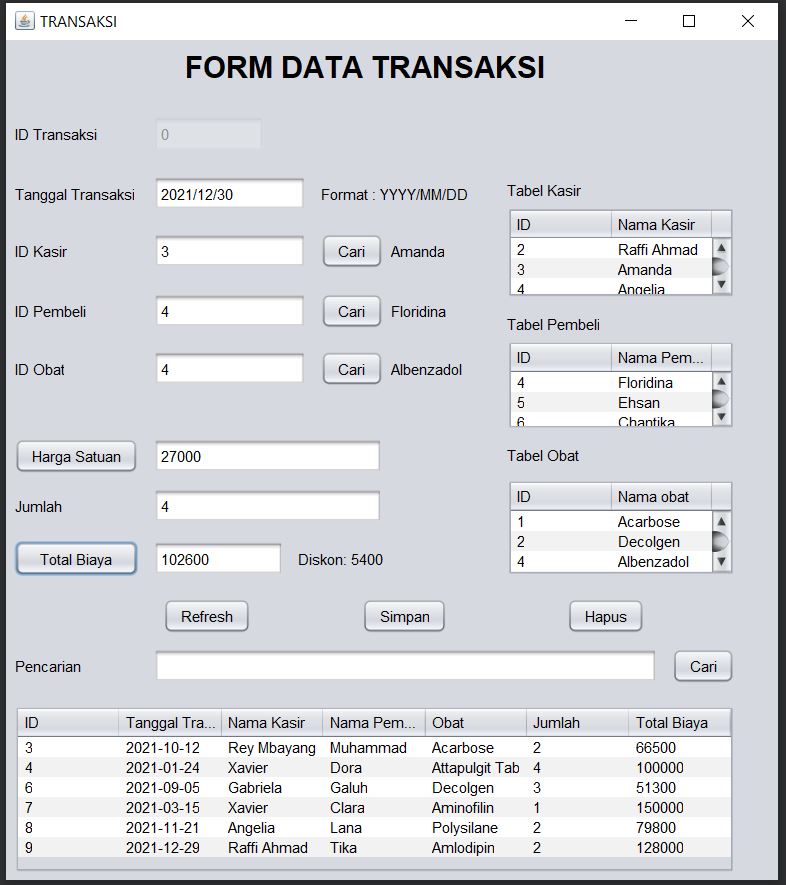 TRANSAKSI
FORM DATA TRANSAKSI
ID Transaksi 0
Tanggal Transaksi 2021/12/30 Format : YYYY/MM/DD
ID Kasir 3 Cari Amanda
ID Pembeli 4 Cari Floridina
ID Obat 4 Cari Albenzadol
Tabel Kasir
ID Nama Kasir
2 Raffi Ahmad
3 Amanda
4 Angelia
Tabel Pembeli
ID Nama Pem...
4 Floridina
5 Ehsan
6 Chantika
Tabel Obat
ID Nama obat
1 Acarbose
2 Decolgen
4 Albenzadol
Harga Satuan 27000
Jumlah 4
Total Biaya 102600 Diskon: 5400
Refresh Simpan Hapus
Pencarian Cari
ID Tanggal Tra... Nama Kasir Nama Pem... Obat Jumlah Total Biaya
3 2021-10-12 Rey Mbayang Muhammad Acarbose 2 66500
4 2021-01-24 Xavier Dora Attapulgit Tab 4 100000
6 2021-09-05 Gabriela Galuh Decolgen 3 51300
7 2021-03-15 Xavier Clara Aminofilin 1 150000
8 2021-11-21 Angelia Lana Polysilane 2 79800
9 2021-12-29 Raffi Ahmad Tika Amlodipin 2 128000